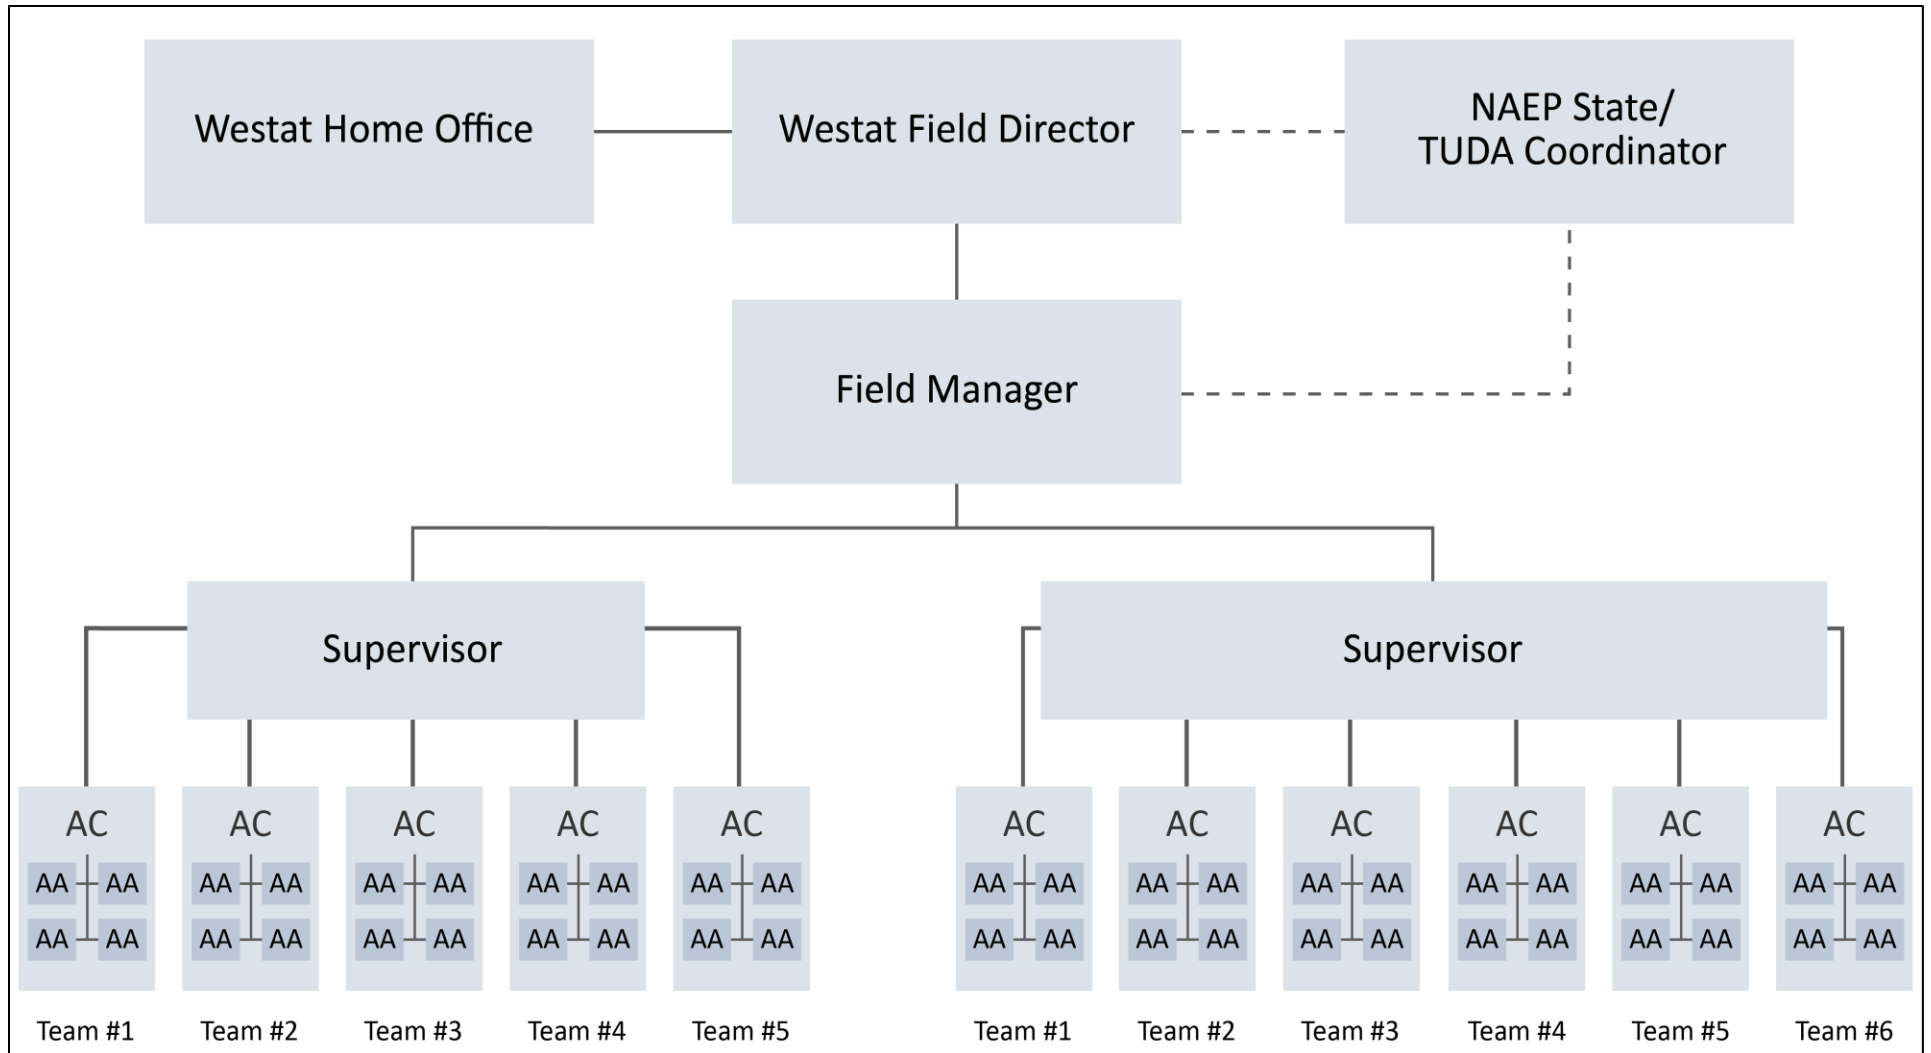 Westat Home Office
Westat Field Director
NAEP State/
TUDA Coordinator
Field Manager
Supervisor
Supervisor
AC AC AC AC AC AC AC AC AC AC AC
AA AA AA AA AA AA AA AA AA AA AA AA AA AA AA AA AA AA AA AA AA AA
AA AA AA AA AA AA AA AA AA AA AA AA AA AA AA AA AA AA AA AA AA AA
Team #1 Team #2 Team #3 Team #4 Team #5 Team #1 Team #2 Team #3 Team #4 Team #5 Team #6